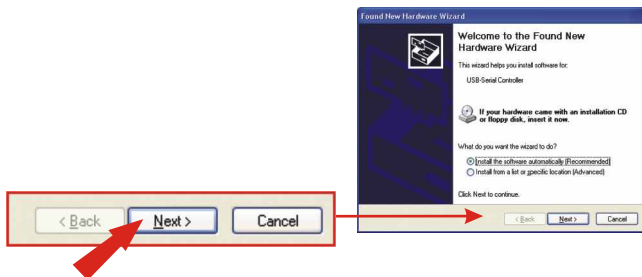 Found New Hardware Wizard
Welcome to the Found New
Hardware Wizard
This wizard helps you install software for:
USB-Serial Controller
If your hardware came with an installation CD
or floppy disk, insert it now.
What do you want the wizard to do?
Install the software automatically (Recommended)
Install from a list or specific location (Advanced)
Click Next to continue.
< Back Next > Cancel
< Back Next > Cancel